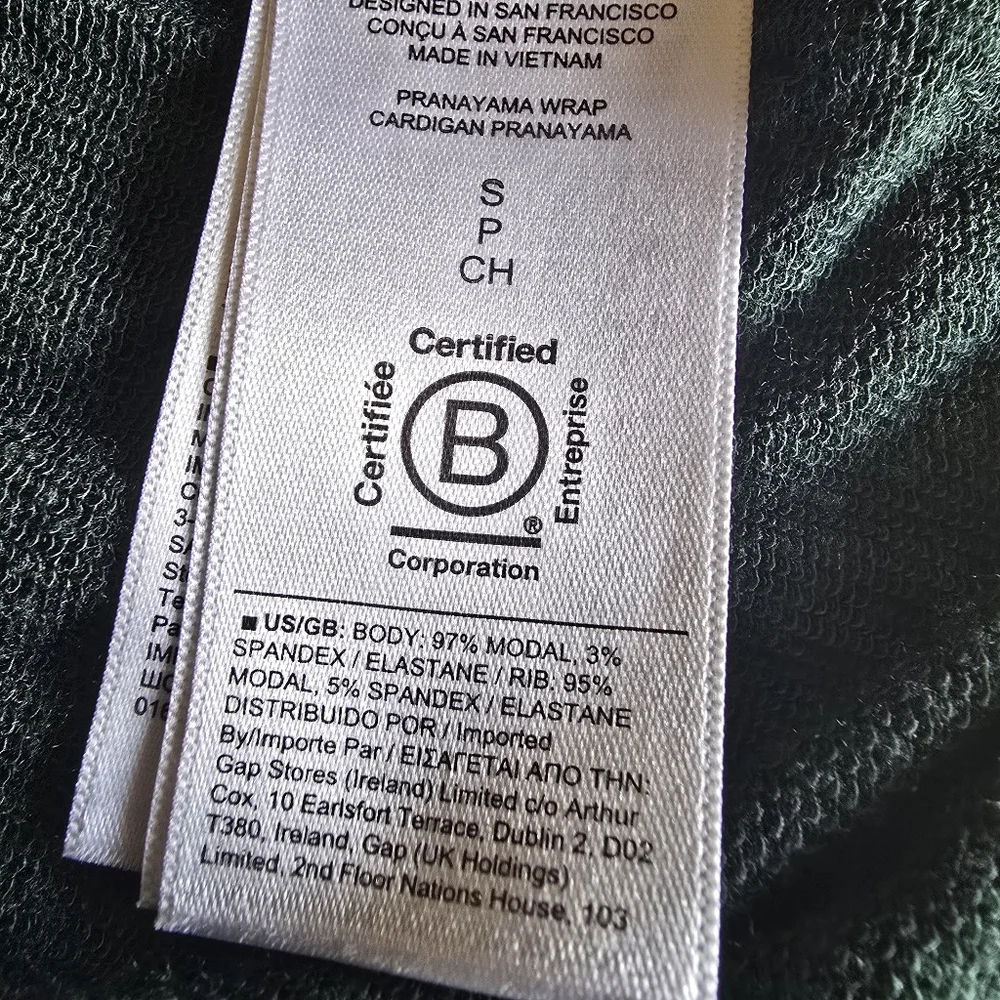 DESIGNED IN SAN FRANCISCO
CONÇU À SAN FRANCISCO
MADE IN VIETNAM
PRANAYAMA WRAP
CARDIGAN PRANAYAMA
S
P
CH
Certified
Certifiée
B
Entreprise
®
Corporation
■ US/GB: BODY: 97% MODAL, 3%
SPANDEX / ELASTANE / RIB: 95%
MODAL, 5% SPANDEX / ELASTANE
DISTRIBUIDO POR / Imported
By/Importe Par / ΕΙΣΑΓΕΤΑΙ ΑΠΟ ΤΗΝ:
Gap Stores (Ireland) Limited c/o Arthur
Cox, 10 Earlsfort Terrace, Dublin 2, D02
T380, Ireland, Gap (UK Holdings)
Limited, 2nd Floor Nations House, 103